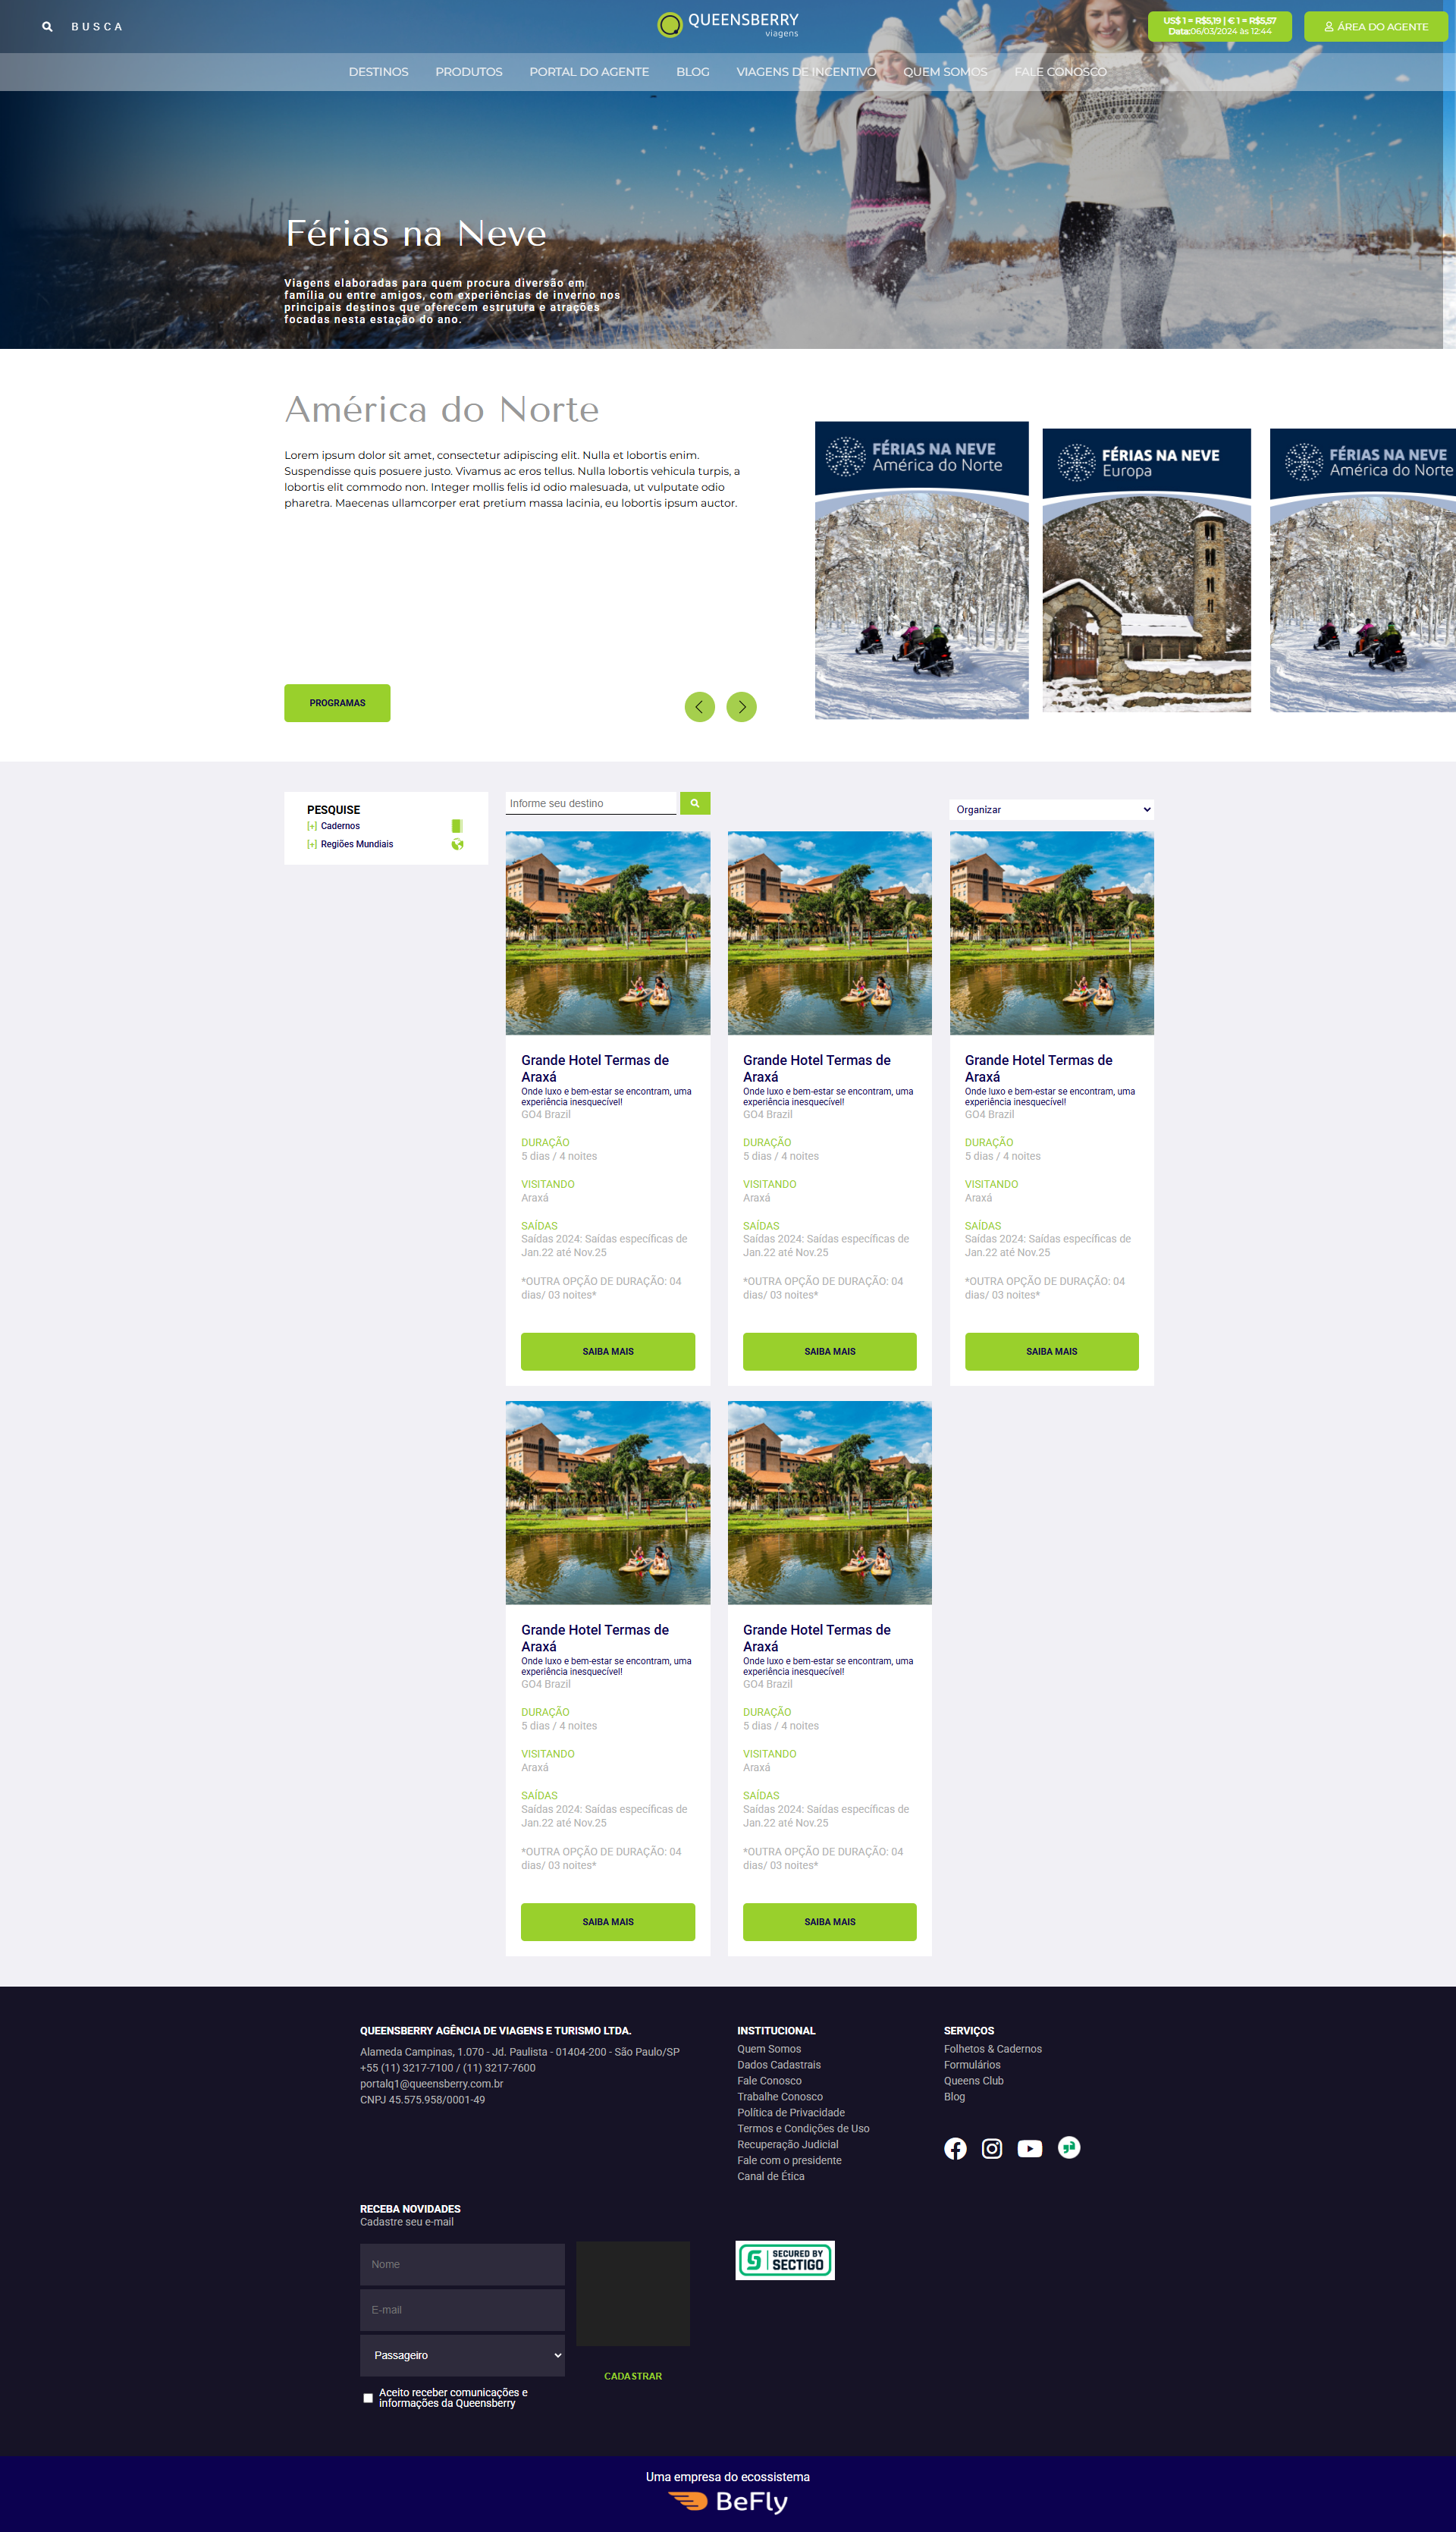 BUSCA
QUEENSBERRY
viagens
US$ 1 = R$5,19 | € 1 = R$5,57
Data:06/03/2024 às 12:44
ÁREA DO AGENTE
DESTINOS PRODUTOS PORTAL DO AGENTE BLOG VIAGENS DE INCENTIVO QUEM SOMOS FALE CONOSCO
Férias na Neve
Viagens elaboradas para quem procura diversão em
família ou entre amigos, com experiências de inverno nos
principais destinos que oferecem estrutura e atrações
focadas nesta estação do ano.
América do Norte
Lorem ipsum dolor sit amet, consectetur adipiscing elit. Nulla et lobortis enim.
Suspendisse quis posuere justo. Vivamus ac eros tellus. Nulla lobortis vehicula turpis, a
lobortis elit commodo non. Integer mollis felis id odio malesuada, ut vulputate odio
pharetra. Maecenas ullamcorper erat pretium massa lacinia, eu lobortis ipsum auctor.
PROGRAMAS
FÉRIAS NA NEVE
América do Norte
FÉRIAS NA NEVE
Europa
FÉRIAS NA NEVE
América do Norte
PESQUISE
[+] Cadernos
[+] Regiões Mundiais
Informe seu destino
Organizar
Grande Hotel Termas de
Araxá
Onde luxo e bem-estar se encontram, uma
experiência inesquecível!
GO4 Brazil
DURAÇÃO
5 dias / 4 noites
VISITANDO
Araxá
SAÍDAS
Saídas 2024: Saídas específicas de
Jan.22 até Nov.25
*OUTRA OPÇÃO DE DURAÇÃO: 04
dias/ 03 noites*
SAIBA MAIS
Grande Hotel Termas de
Araxá
Onde luxo e bem-estar se encontram, uma
experiência inesquecível!
GO4 Brazil
DURAÇÃO
5 dias / 4 noites
VISITANDO
Araxá
SAÍDAS
Saídas 2024: Saídas específicas de
Jan.22 até Nov.25
*OUTRA OPÇÃO DE DURAÇÃO: 04
dias/ 03 noites*
SAIBA MAIS
Grande Hotel Termas de
Araxá
Onde luxo e bem-estar se encontram, uma
experiência inesquecível!
GO4 Brazil
DURAÇÃO
5 dias / 4 noites
VISITANDO
Araxá
SAÍDAS
Saídas 2024: Saídas específicas de
Jan.22 até Nov.25
*OUTRA OPÇÃO DE DURAÇÃO: 04
dias/ 03 noites*
SAIBA MAIS
Grande Hotel Termas de
Araxá
Onde luxo e bem-estar se encontram, uma
experiência inesquecível!
GO4 Brazil
DURAÇÃO
5 dias / 4 noites
VISITANDO
Araxá
SAÍDAS
Saídas 2024: Saídas específicas de
Jan.22 até Nov.25
*OUTRA OPÇÃO DE DURAÇÃO: 04
dias/ 03 noites*
SAIBA MAIS
Grande Hotel Termas de
Araxá
Onde luxo e bem-estar se encontram, uma
experiência inesquecível!
GO4 Brazil
DURAÇÃO
5 dias / 4 noites
VISITANDO
Araxá
SAÍDAS
Saídas 2024: Saídas específicas de
Jan.22 até Nov.25
*OUTRA OPÇÃO DE DURAÇÃO: 04
dias/ 03 noites*
SAIBA MAIS
QUEENSBERRY AGÊNCIA DE VIAGENS E TURISMO LTDA.
Alameda Campinas, 1.070 - Jd. Paulista - 01404-200 - São Paulo/SP
+55 (11) 3217-7100 / (11) 3217-7600
portalq1@queensberry.com.br
CNPJ 45.575.958/0001-49
INSTITUCIONAL
Quem Somos
Dados Cadastrais
Fale Conosco
Trabalhe Conosco
Política de Privacidade
Termos e Condições de Uso
Recuperação Judicial
Fale com o presidente
Canal de Ética
SERVIÇOS
Folhetos & Cadernos
Formulários
Queens Club
Blog
RECEBA NOVIDADES
Cadastre seu e-mail
Nome
E-mail
Passageiro
Aceito receber comunicações e
informações da Queensberry
CADASTRAR
SECURED BY
SECTIGO
Uma empresa do ecossistema
BeFly